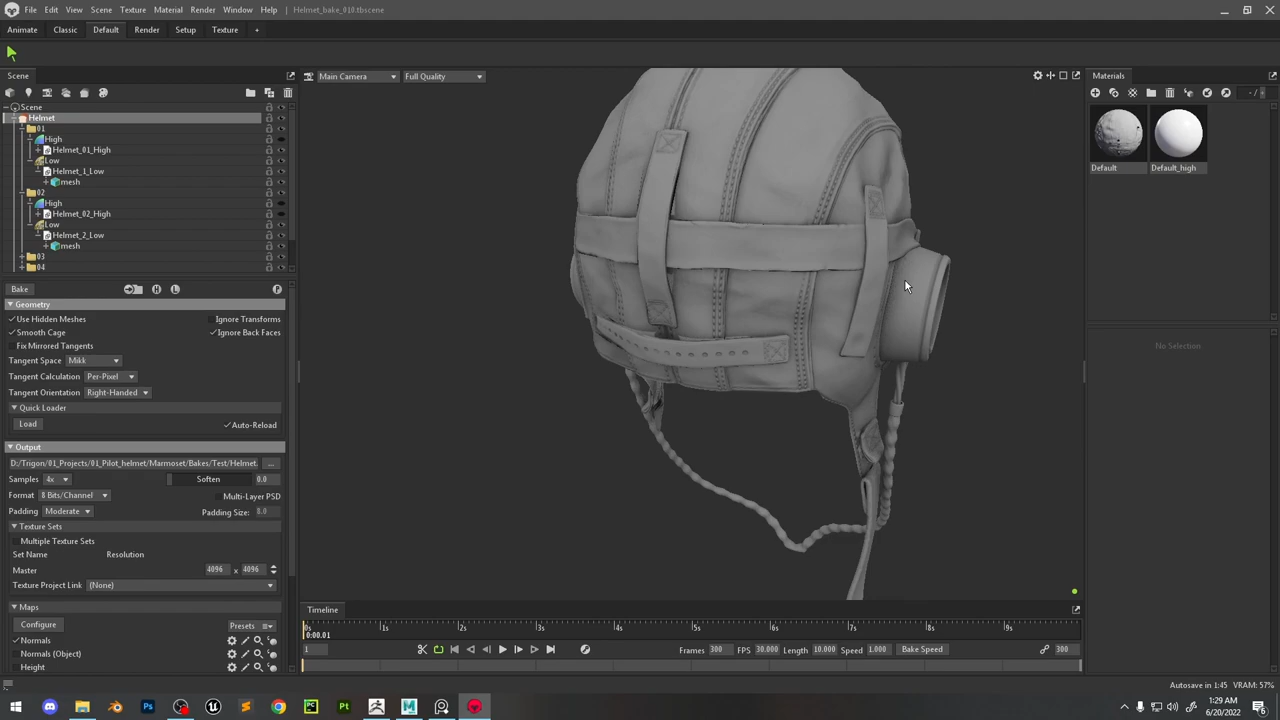 File Edit View Scene Texture Material Render Window Help Helmet_bake_010.tbscene
Animate Classic Default Render Setup Texture +
Scene
Main Camera Full Quality
Materials
- /
Scene
Helmet
01
High
Helmet_01_High
Low
Helmet_1_Low
mesh
02
High
Helmet_02_High
Low
Helmet_2_Low
mesh
03
04
Default Default_high
Bake H L P
Geometry
Use Hidden Meshes Ignore Transforms
Smooth Cage Ignore Back Faces
Fix Mirrored Tangents
Tangent Space Mikk
Tangent Calculation Per-Pixel
Tangent Orientation Right-Handed
Quick Loader
Load Auto-Reload
Output
D:/Trigon/01_Projects/01_Pilot_helmet/Marmoset/Bakes/Test/Helmet. ...
Samples 4x Soften 0.0
Format 8 Bits/Channel Multi-Layer PSD
Padding Moderate Padding Size: 8.0
Texture Sets
Multiple Texture Sets
Set Name Resolution
Master 4096 x 4096
Texture Project Link (None)
Maps
Configure Presets
Normals
Normals (Object)
Height
No Selection
Timeline
0s 1s 2s 3s 4s 5s 6s 7s 8s 9s
0:00.01
1 Frames 300 FPS 30.000 Length 10.000 Speed 1.000 Bake Speed 300
Autosave in 1:45 VRAM: 57%
Ps PC Pt
1:29 AM
6/20/2022
6